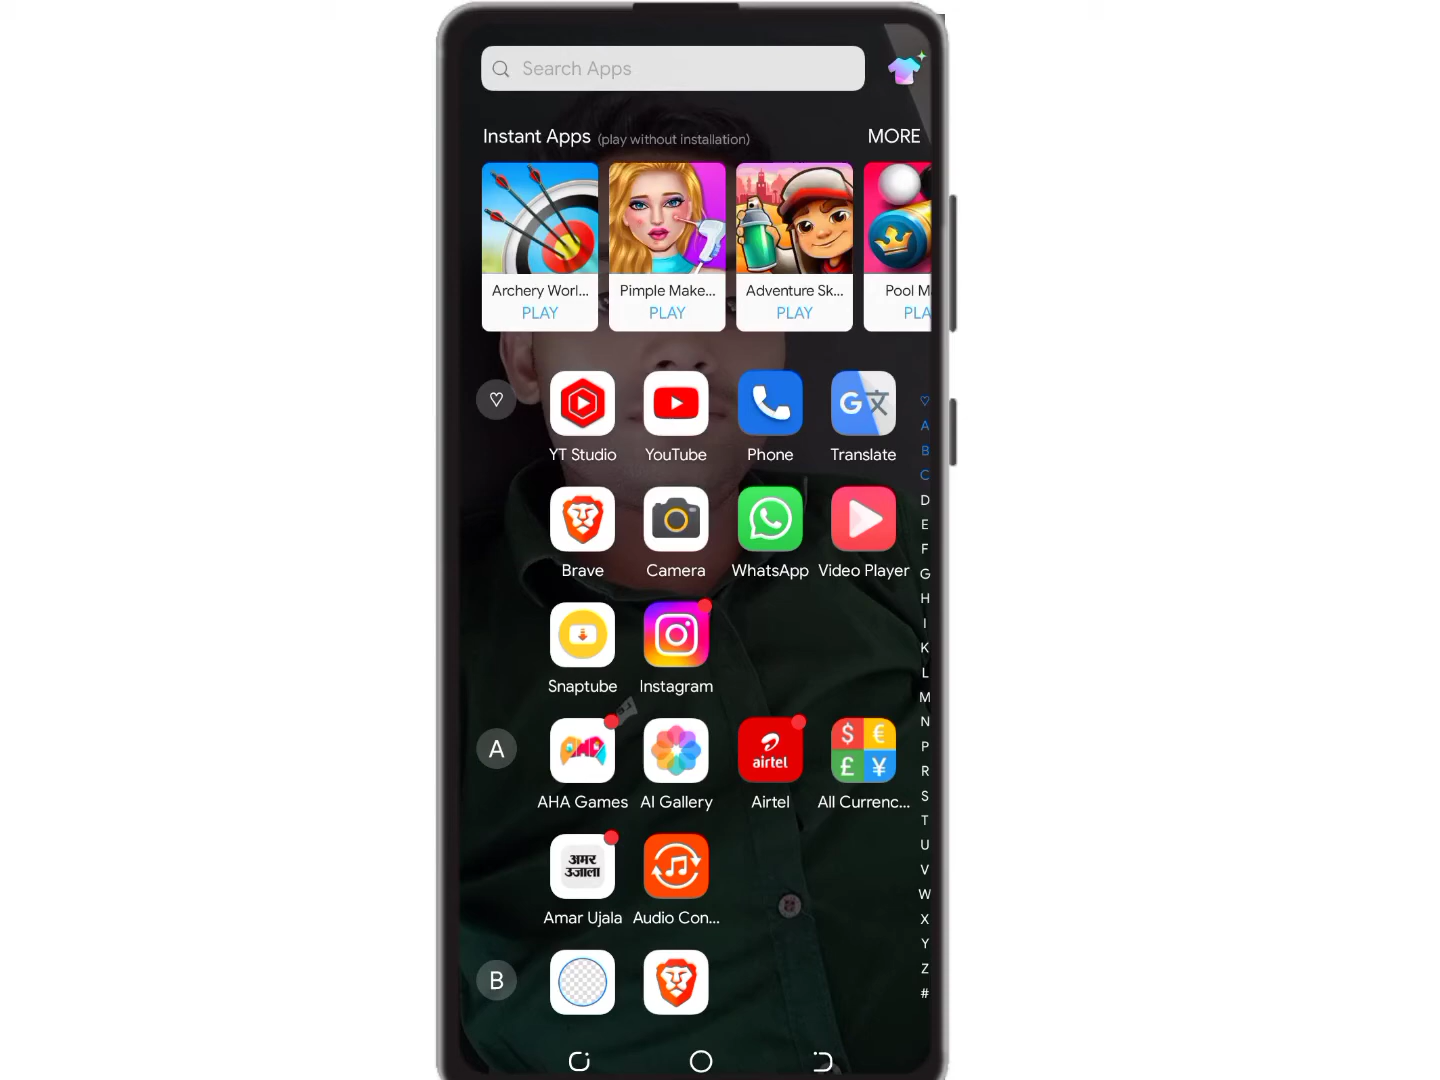 Search Apps
Instant Apps (play without installation) MORE
Archery Worl... Pimple Make... Adventure Sk... Pool M
PLAY PLAY PLAY PLA
YT Studio YouTube Phone Translate
Brave Camera WhatsApp Video Player
Snaptube Instagram
A
airtel
AHA Games AI Gallery Airtel All Currenc...
अमर
उजाला
Amar Ujala Audio Con...
B
A
B
C
D
E
F
G
H
I
K
L
M
N
P
R
S
T
U
V
W
X
Y
Z
#